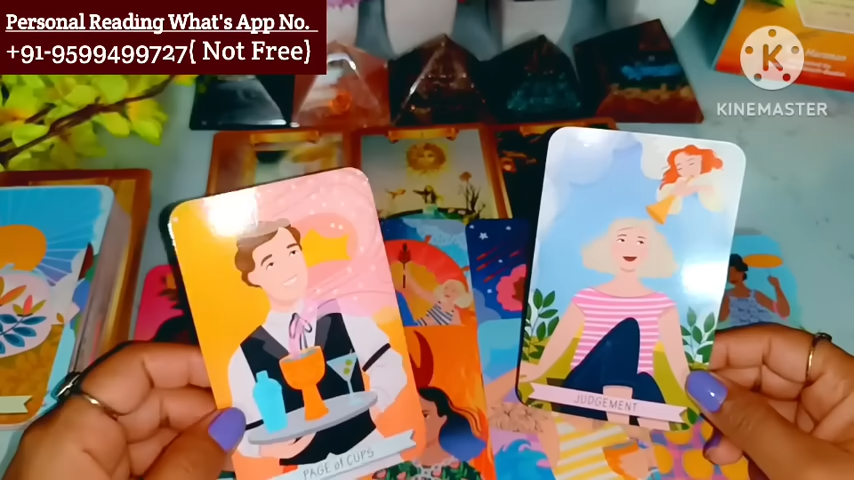 Personal Reading What's App No.
+91-9599499727{ Not Free}
KINEMASTER
PAGE of CUPS
JUDGEMENT